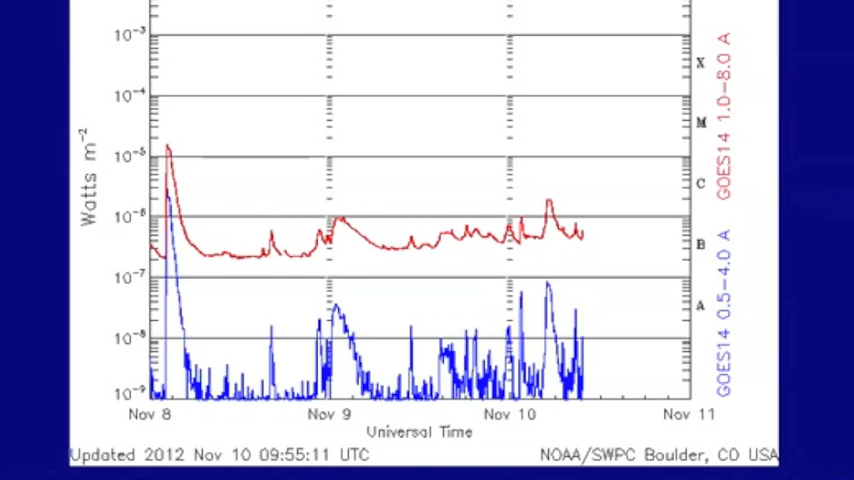 10⁻³
10⁻⁴
10⁻⁵
10⁻⁶
10⁻⁷
10⁻⁸
10⁻⁹
Watts m⁻²
X
M
C
B
A
GOES14 1.0-8.0 A
GOES14 0.5-4.0 A
Nov 8 Nov 9 Nov 10 Nov 11
Universal Time
Updated 2012 Nov 10 09:55:11 UTC NOAA/SWPC Boulder, CO USA